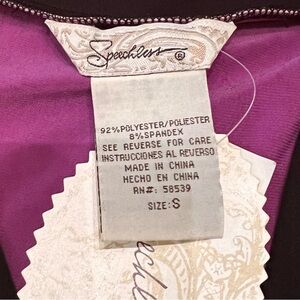 Speechless®
92%POLYESTER/POLIESTER
8%SPANDEX
SEE REVERSE FOR CARE
INSTRUCCIONES AL REVERSO
MADE IN CHINA
HECHO EN CHINA
RN#: 58539
SIZE:S